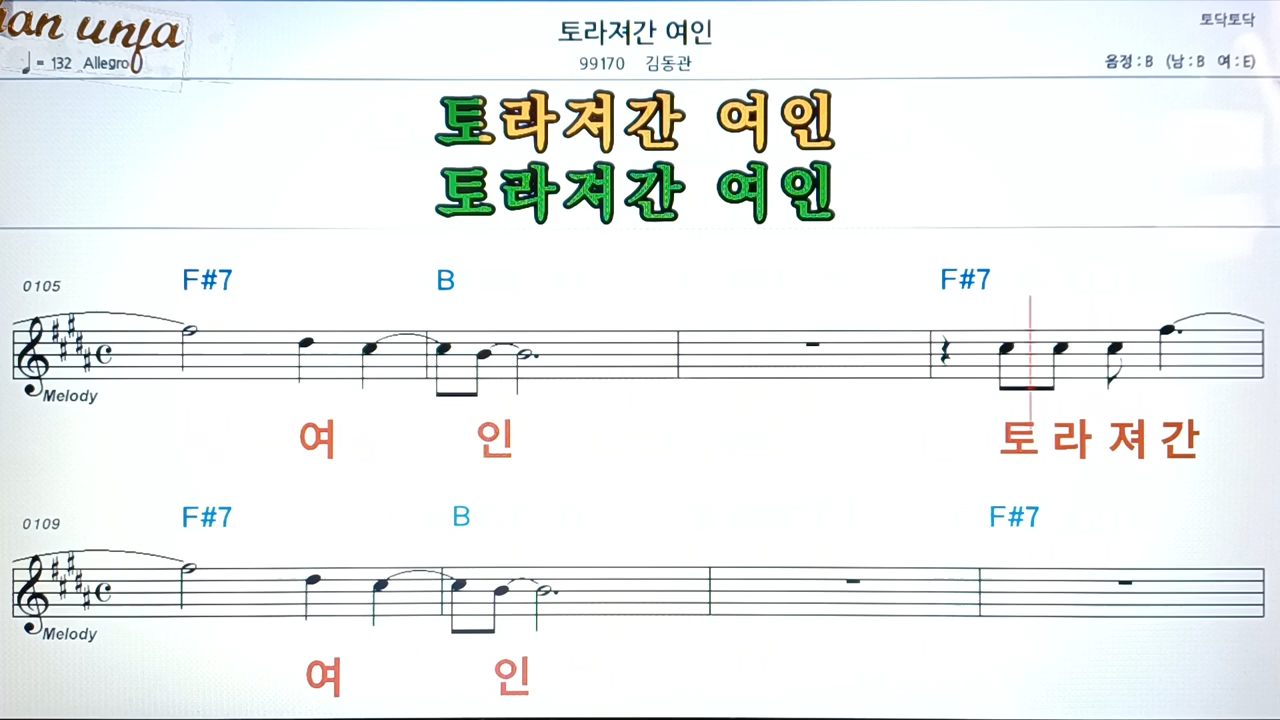 토닥토닥
토라져간 여인
= 132 Allegro
99170 김동관
음정 : B (남 : B 여 : E)
토라져간 여인
토라져간 여인
0105
F#7 B F#7
Melody
여 인 토 라 져 간
0109
F#7 B F#7
Melody
여 인